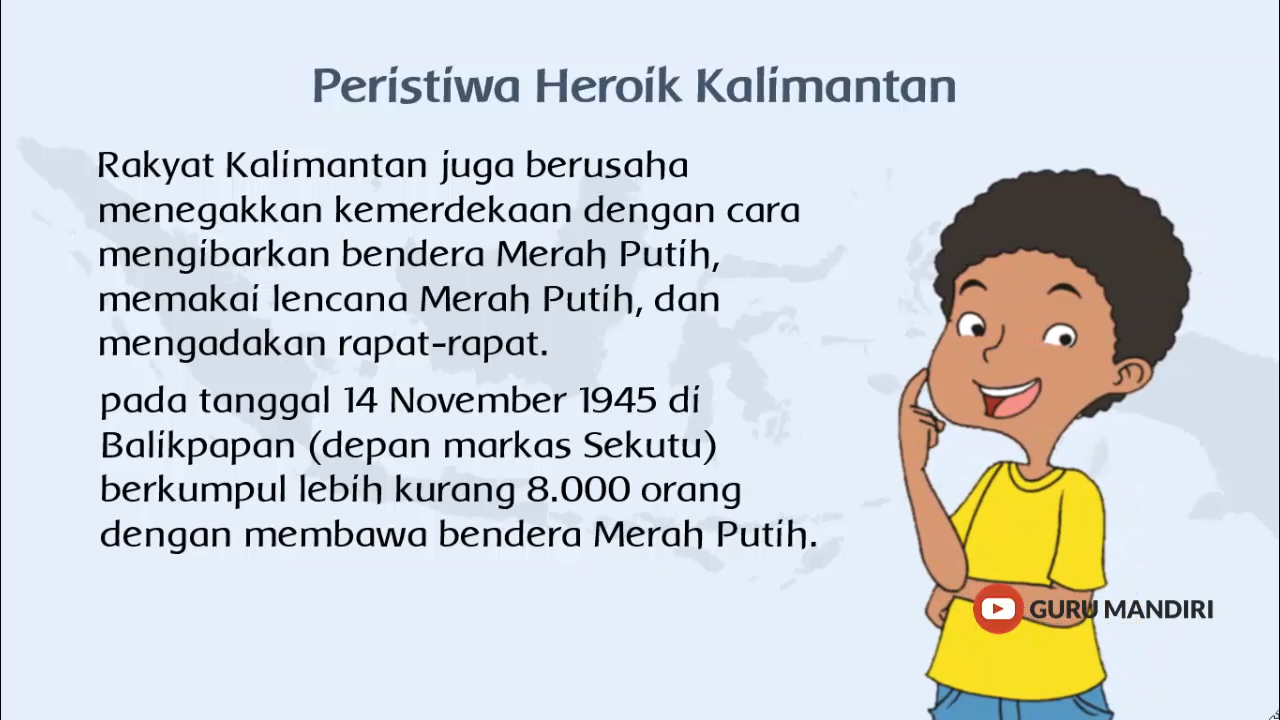 Peristiwa Heroik Kalimantan
Rakyat Kalimantan juga berusaha
menegakkan kemerdekaan dengan cara
mengibarkan bendera Merah Putih,
memakai lencana Merah Putih, dan
mengadakan rapat-rapat.
pada tanggal 14 November 1945 di
Balikpapan (depan markas Sekutu)
berkumpul lebih kurang 8.000 orang
dengan membawa bendera Merah Putih.
GURU MANDIRI